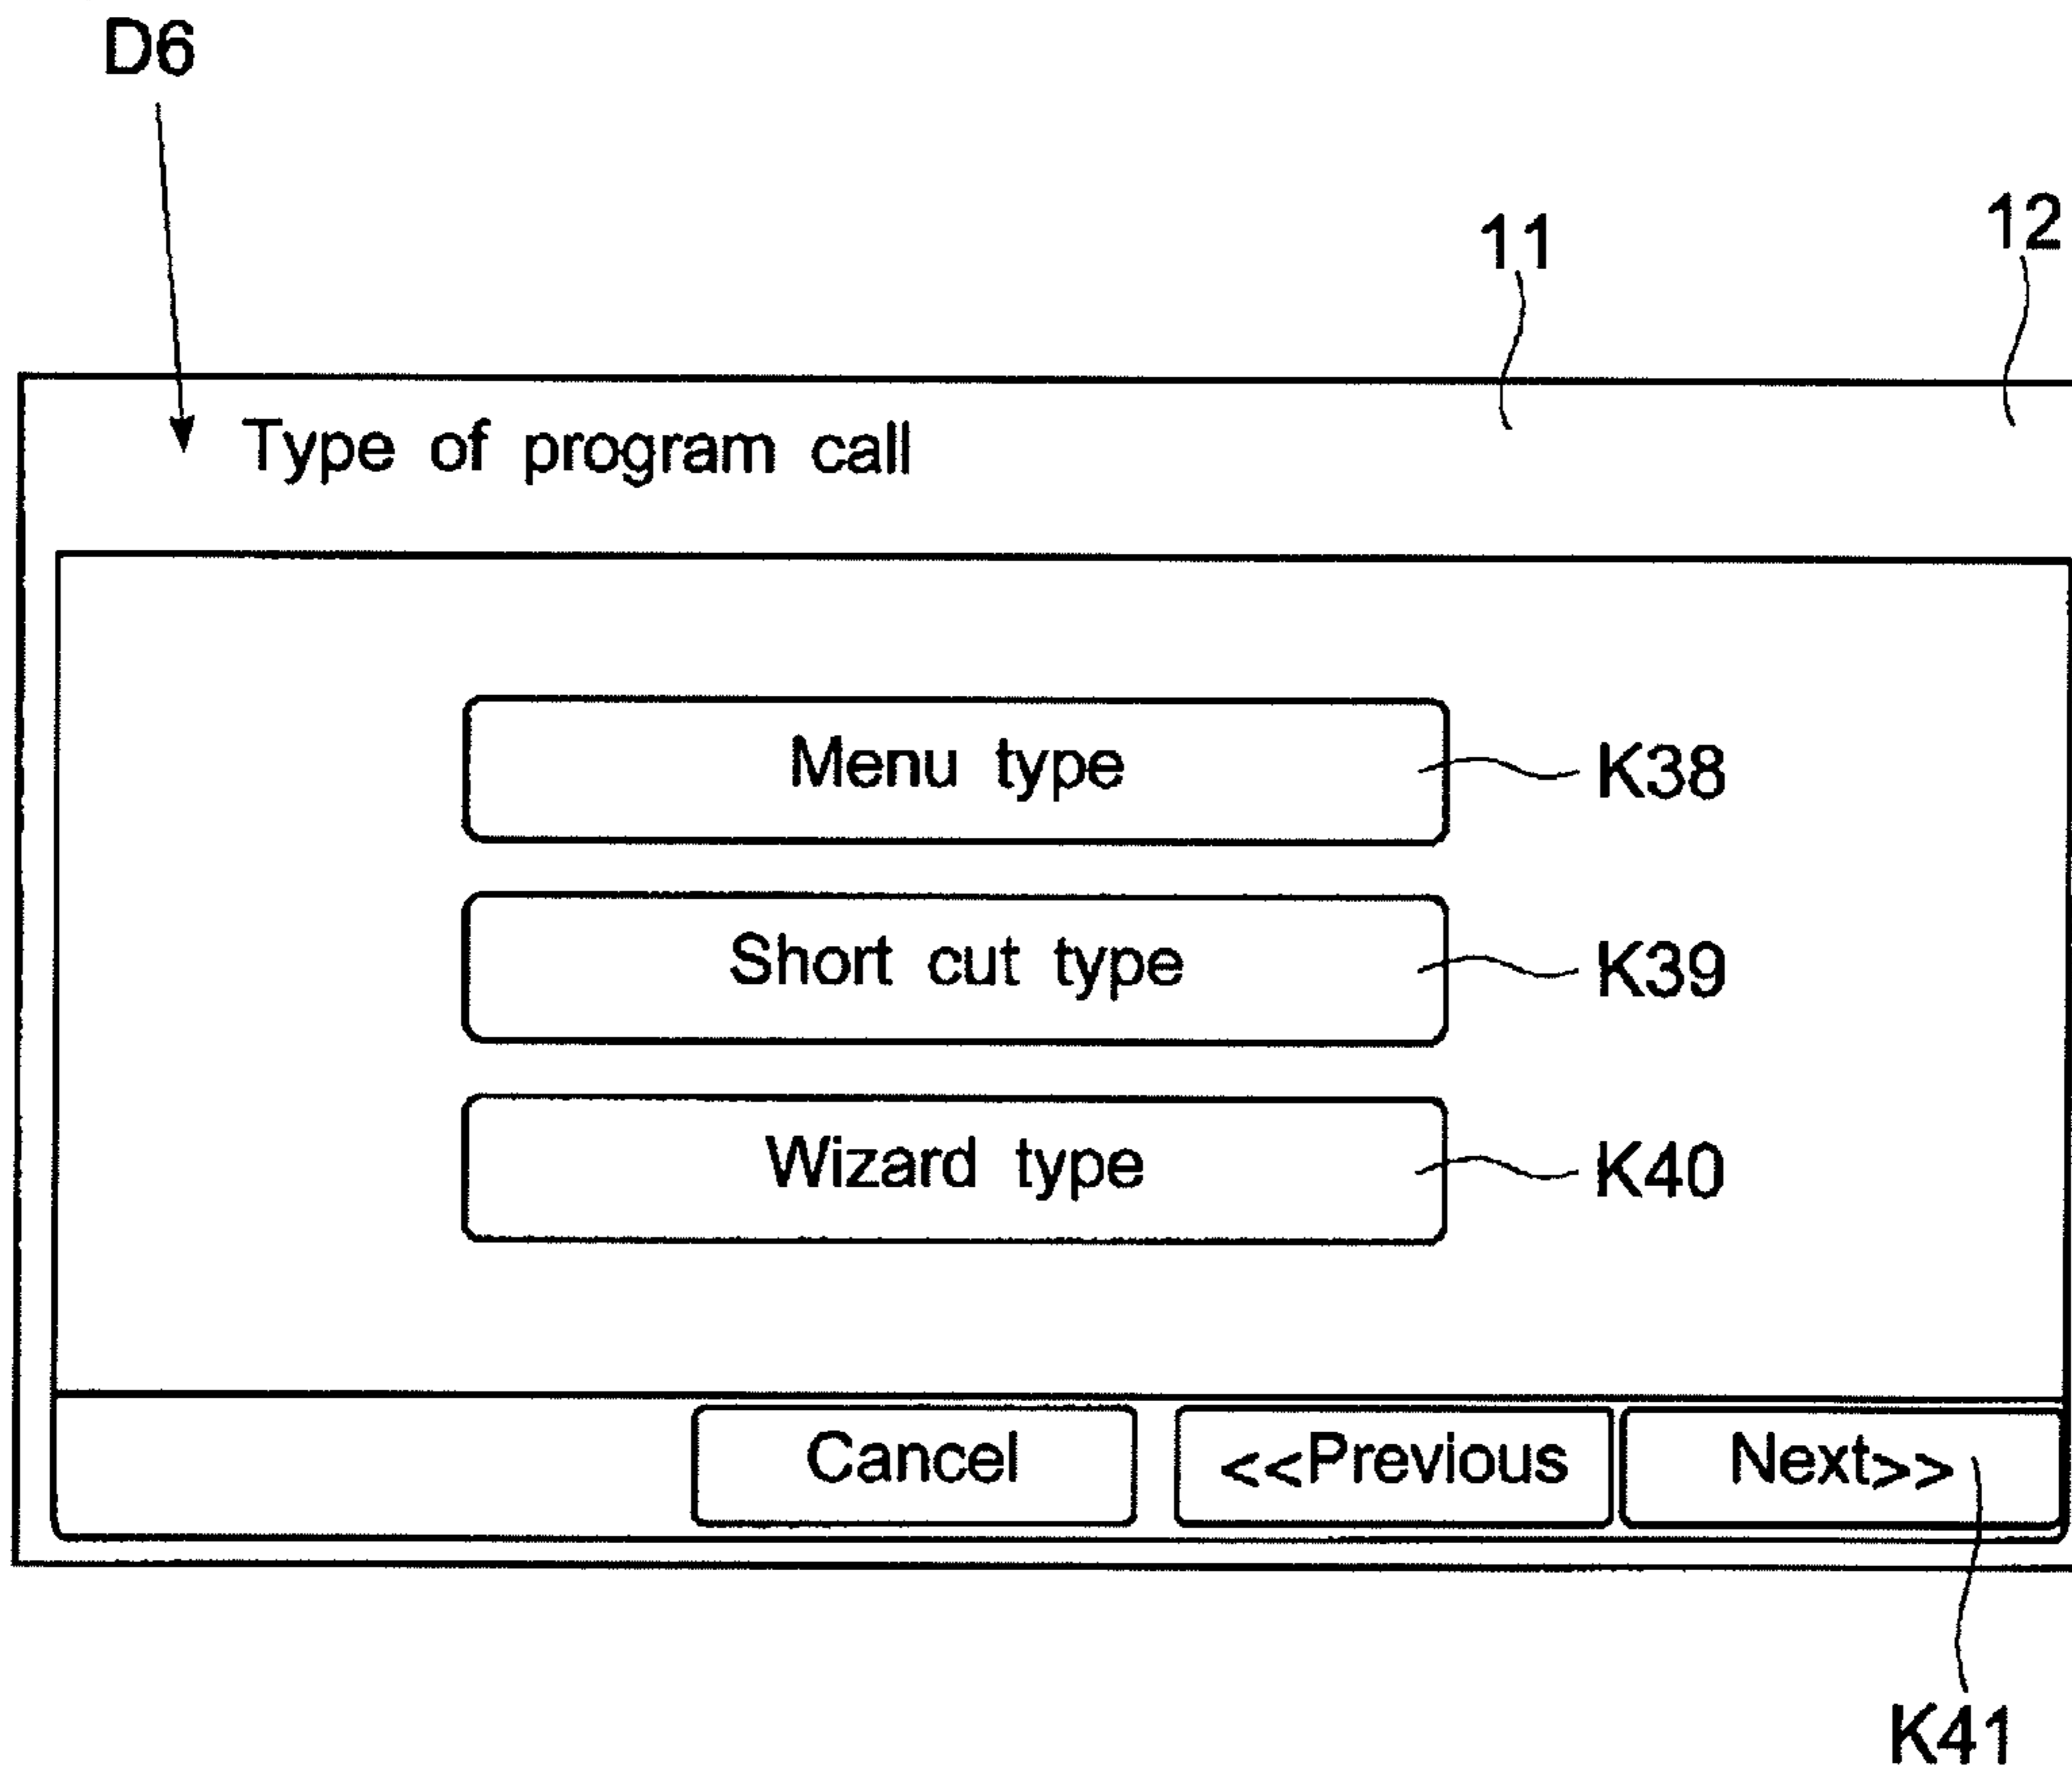 D6
11
12
Type of program call
Menu type
K38
Short cut type
K39
Wizard type
K40
Cancel
<<Previous
Next>>
K41